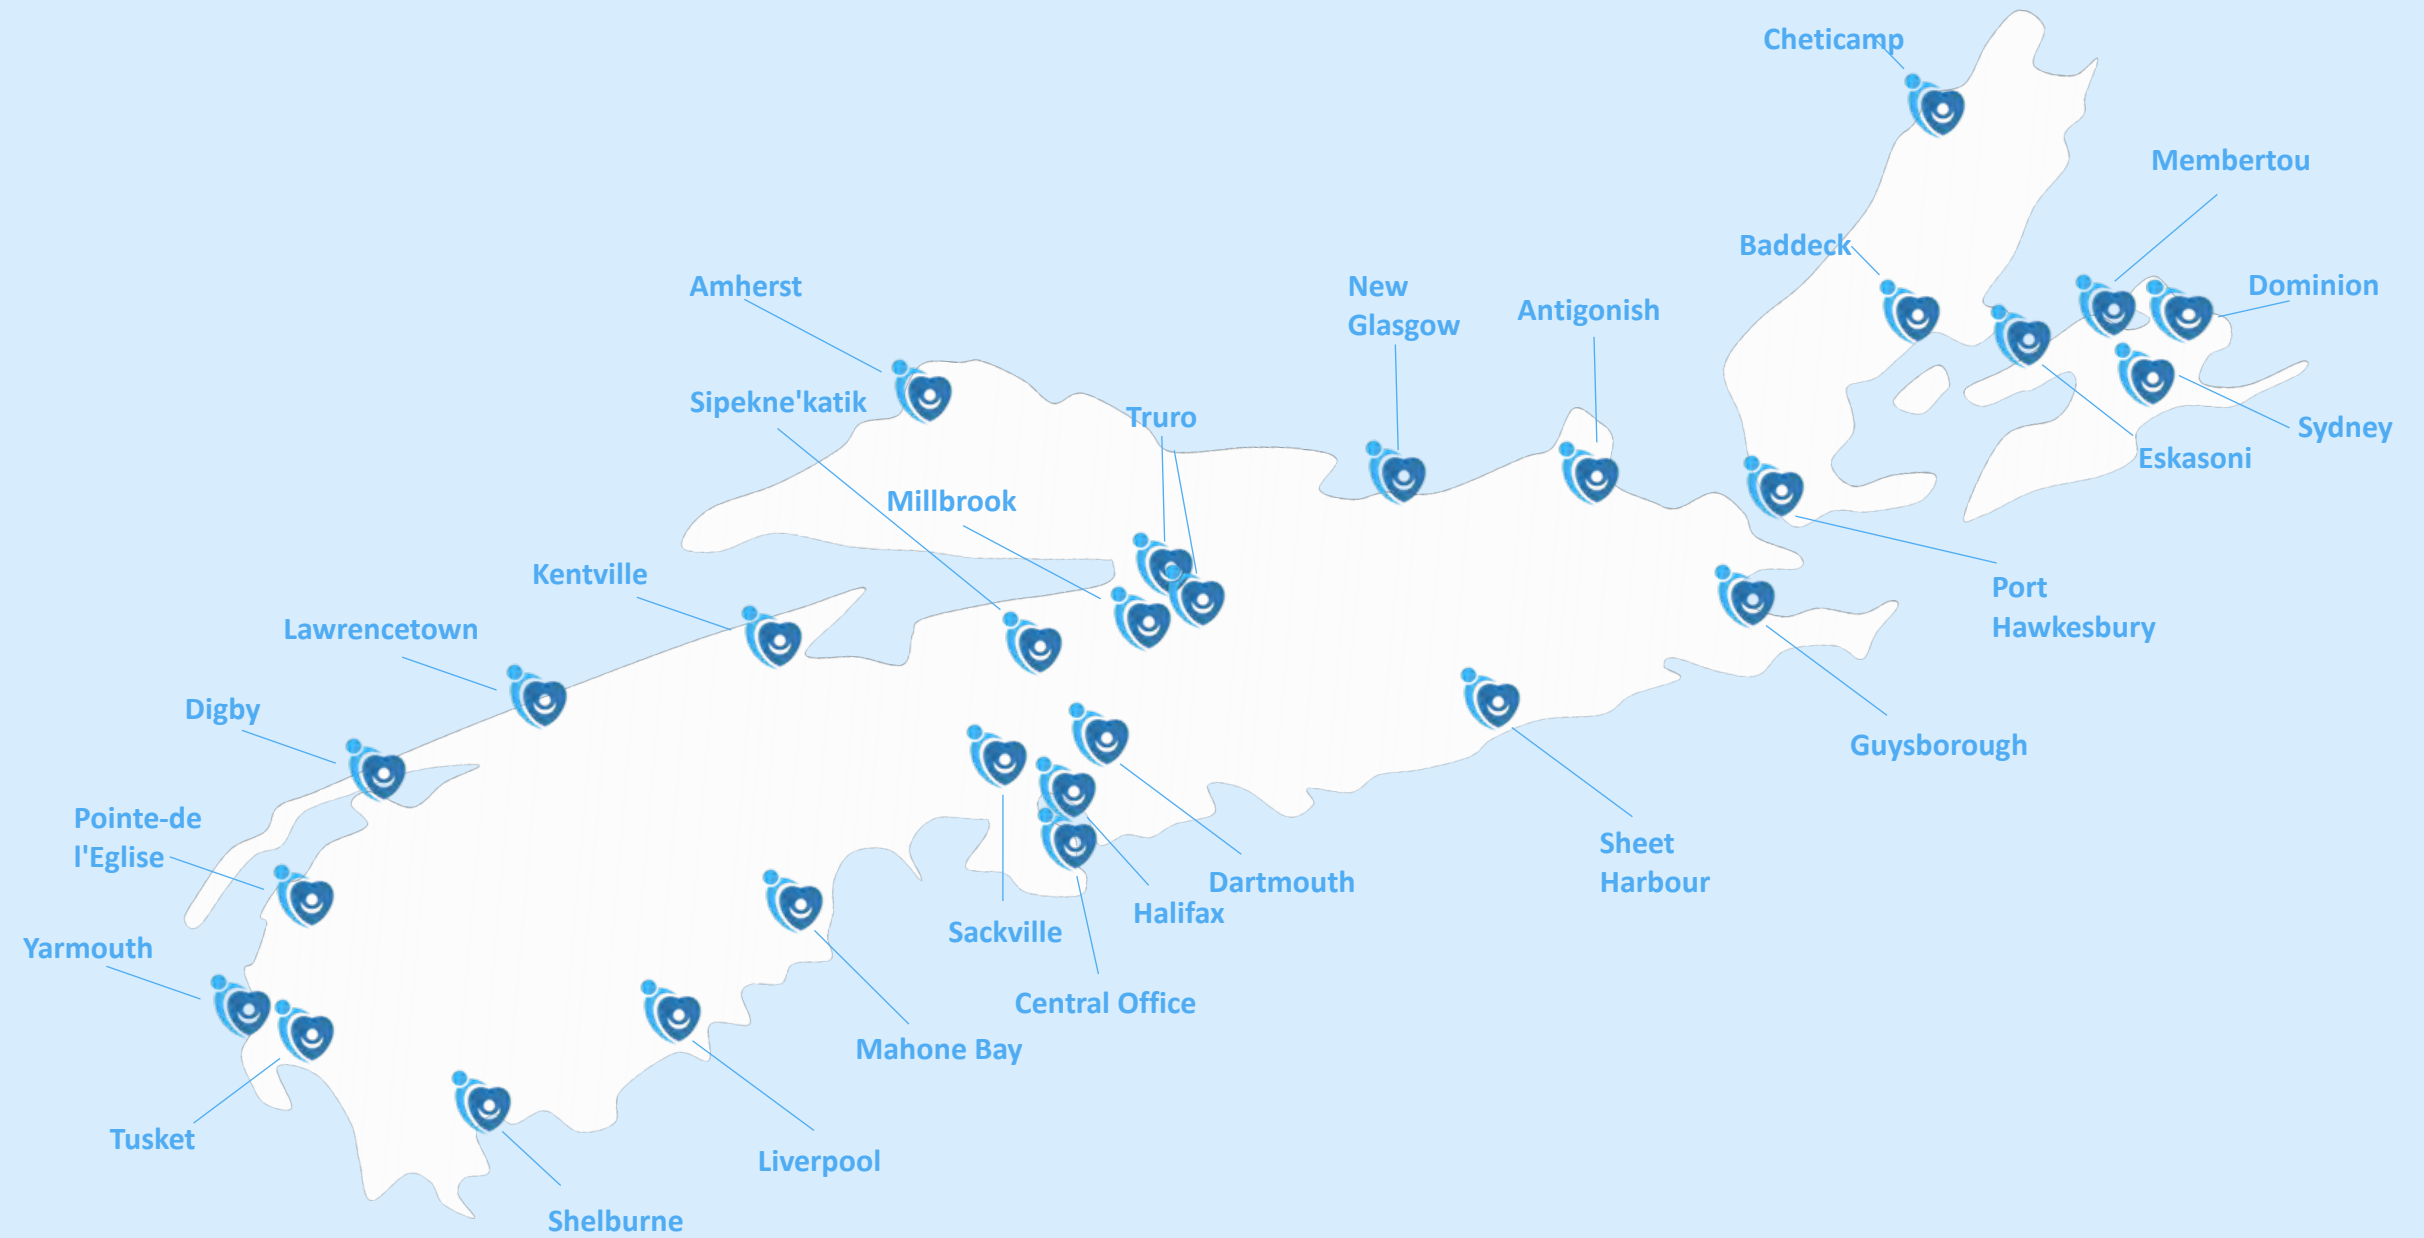 Cheticamp
Membertou
Baddeck
Dominion
Amherst
New
Glasgow
Antigonish
Sipekne'katik
Truro
Sydney
Eskasoni
Millbrook
Kentville
Port
Hawkesbury
Lawrencetown
Digby
Guysborough
Pointe-de
l'Eglise
Sheet
Harbour
Dartmouth
Halifax
Sackville
Yarmouth
Central Office
Mahone Bay
Tusket
Liverpool
Shelburne